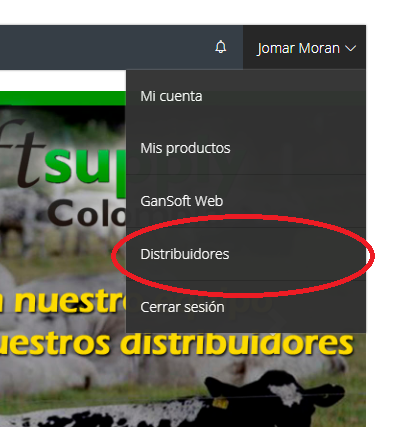 Jomar Moran
Mi cuenta
Mis productos
GanSoft Web
Distribuidores
Cerrar sesión
ftsup
Colo
nuestr
uestros distribuidores